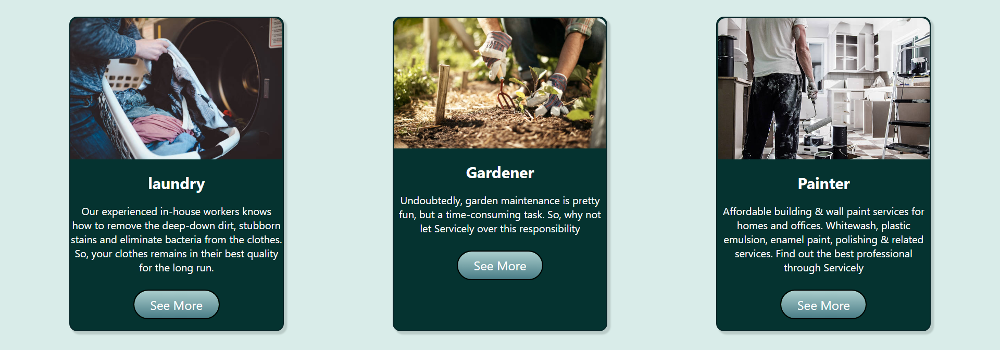 laundry
Our experienced in-house workers knows
how to remove the deep-down dirt, stubborn
stains and eliminate bacteria from the clothes.
So, your clothes remains in their best quality
for the long run.
See More
Gardener
Undoubtedly, garden maintenance is pretty
fun, but a time-consuming task. So, why not
let Servicely over this responsibility
See More
Painter
Affordable building & wall paint services for
homes and offices. Whitewash, plastic
emulsion, enamel paint, polishing & related
services. Find out the best professional
through Servicely
See More